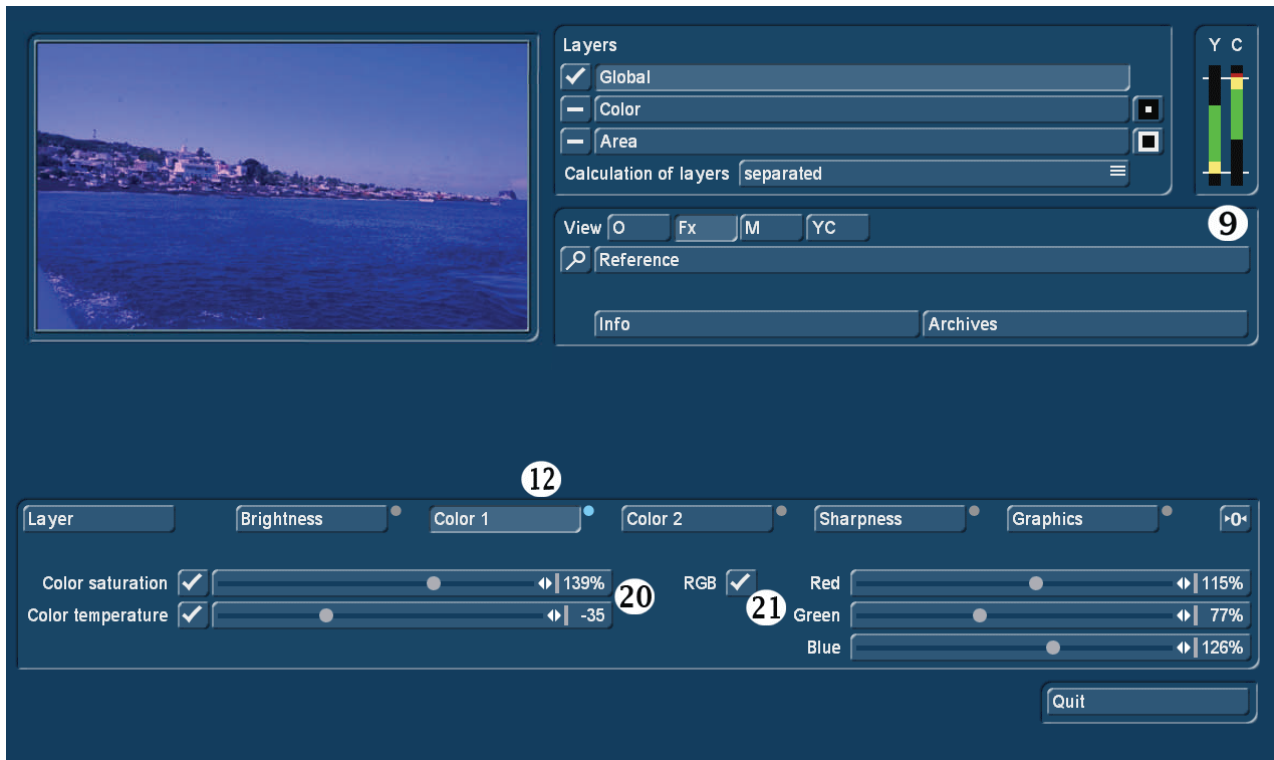 Layers
Y C
Global
Color
Area
Calculation of layers separated
View O Fx M YC
9
Reference
Info Archives
12
Layer Brightness Color 1 Color 2 Sharpness Graphics 0
Color saturation 139% 20 RGB 21 Red 115%
Color temperature -35 Green 77%
Blue 126%
Quit